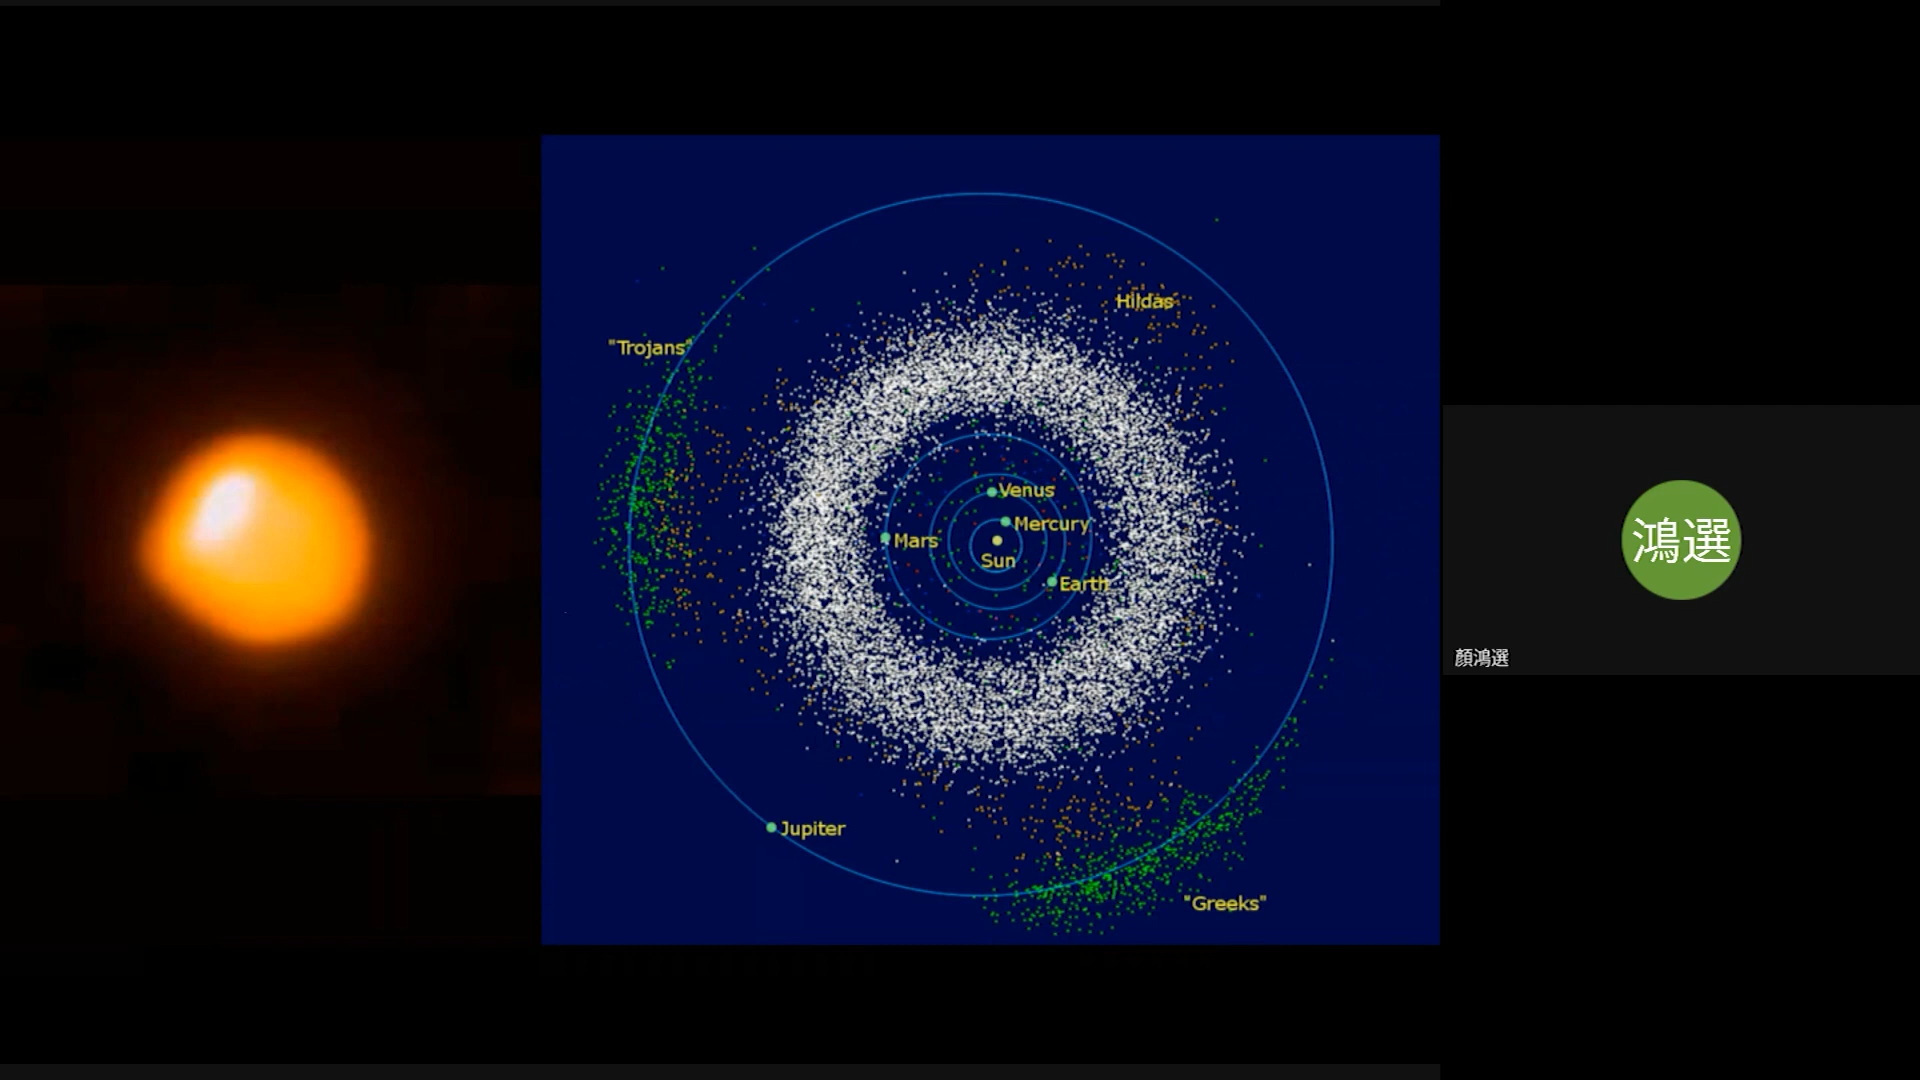 Hildas
"Trojans"
Venus
Mercury
Mars
Sun
Earth
Jupiter
"Greeks"
鴻選
顏鴻選